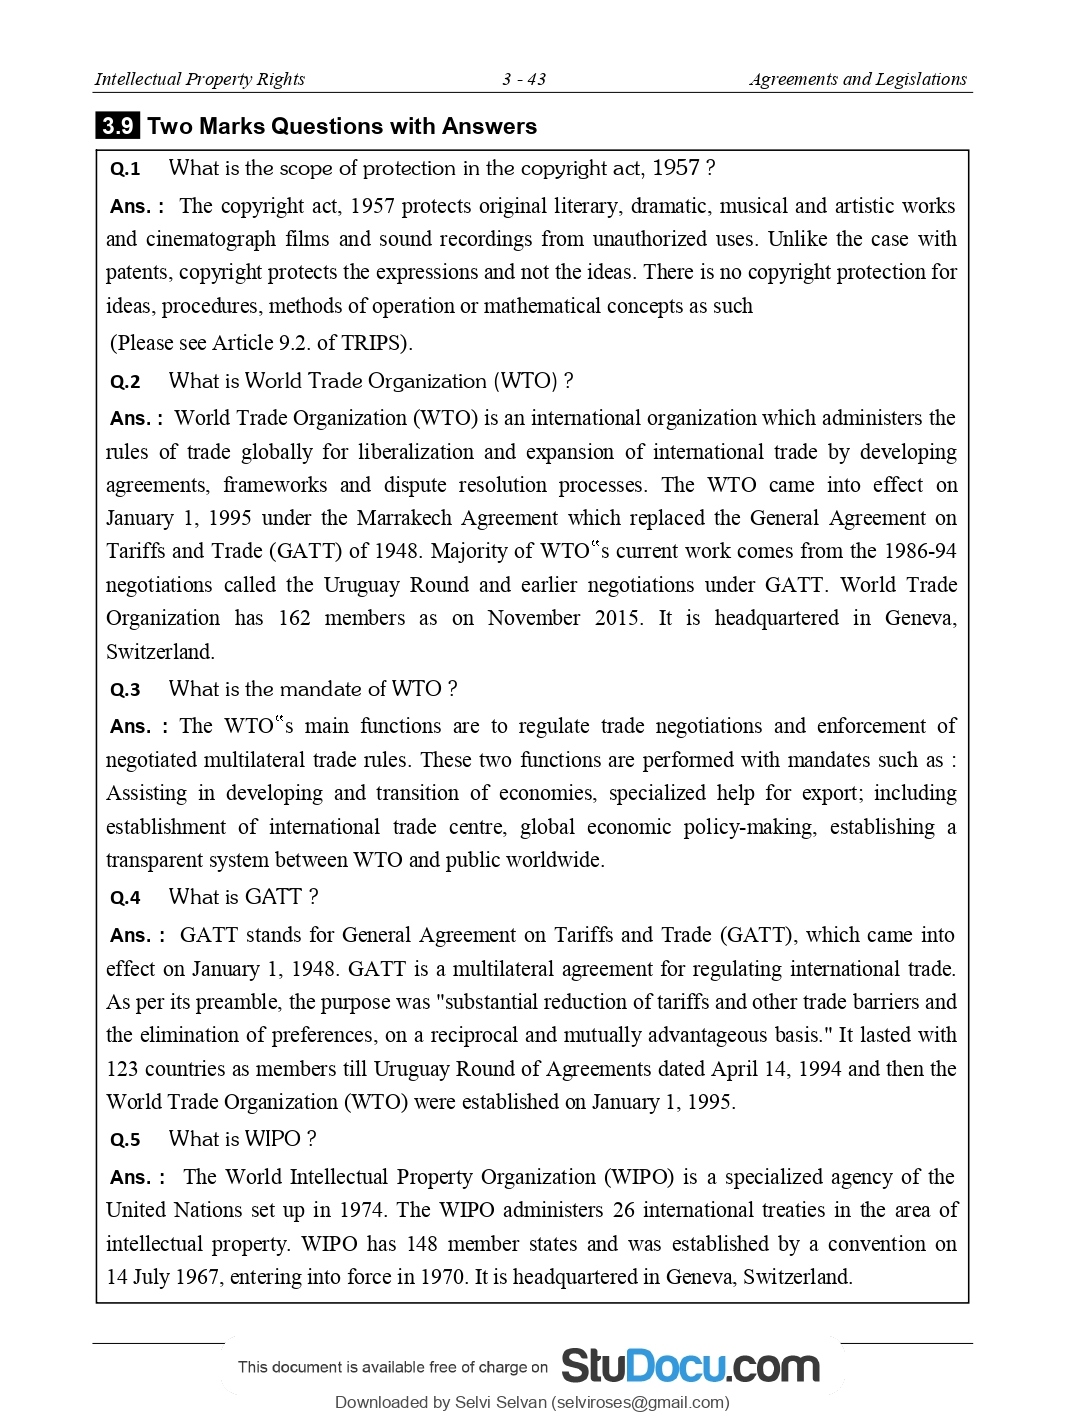 Intellectual Property Rights 3 - 43 Agreements and Legislations
3.9 Two Marks Questions with Answers
Q.1 What is the scope of protection in the copyright act, 1957 ?
Ans. : The copyright act, 1957 protects original literary, dramatic, musical and artistic works
and cinematograph films and sound recordings from unauthorized uses. Unlike the case with
patents, copyright protects the expressions and not the ideas. There is no copyright protection for
ideas, procedures, methods of operation or mathematical concepts as such
(Please see Article 9.2. of TRIPS).
Q.2 What is World Trade Organization (WTO) ?
Ans. : World Trade Organization (WTO) is an international organization which administers the
rules of trade globally for liberalization and expansion of international trade by developing
agreements, frameworks and dispute resolution processes. The WTO came into effect on
January 1, 1995 under the Marrakech Agreement which replaced the General Agreement on
Tariffs and Trade (GATT) of 1948. Majority of WTO‟s current work comes from the 1986-94
negotiations called the Uruguay Round and earlier negotiations under GATT. World Trade
Organization has 162 members as on November 2015. It is headquartered in Geneva,
Switzerland.
Q.3 What is the mandate of WTO ?
Ans. : The WTO‟s main functions are to regulate trade negotiations and enforcement of
negotiated multilateral trade rules. These two functions are performed with mandates such as :
Assisting in developing and transition of economies, specialized help for export; including
establishment of international trade centre, global economic policy-making, establishing a
transparent system between WTO and public worldwide.
Q.4 What is GATT ?
Ans. : GATT stands for General Agreement on Tariffs and Trade (GATT), which came into
effect on January 1, 1948. GATT is a multilateral agreement for regulating international trade.
As per its preamble, the purpose was "substantial reduction of tariffs and other trade barriers and
the elimination of preferences, on a reciprocal and mutually advantageous basis." It lasted with
123 countries as members till Uruguay Round of Agreements dated April 14, 1994 and then the
World Trade Organization (WTO) were established on January 1, 1995.
Q.5 What is WIPO ?
Ans. : The World Intellectual Property Organization (WIPO) is a specialized agency of the
United Nations set up in 1974. The WIPO administers 26 international treaties in the area of
intellectual property. WIPO has 148 member states and was established by a convention on
14 July 1967, entering into force in 1970. It is headquartered in Geneva, Switzerland.
This document is available free of charge on StuDocu.com
Downloaded by Selvi Selvan (selviroses@gmail.com)